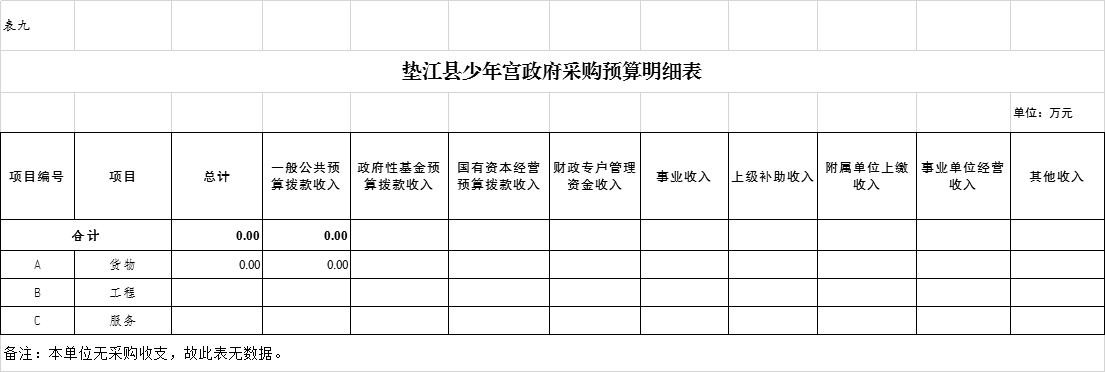 表九
垫江县少年宫政府采购预算明细表
单位：万元
项目编号 项目 总计 一般公共预算拨款收入 政府性基金预算拨款收入 国有资本经营预算拨款收入 财政专户管理资金收入 事业收入 上级补助收入 附属单位上缴收入 事业单位经营收入 其他收入
合计 0.00 0.00
A 货物 0.00 0.00
B 工程
C 服务
备注：本单位无采购收支，故此表无数据。